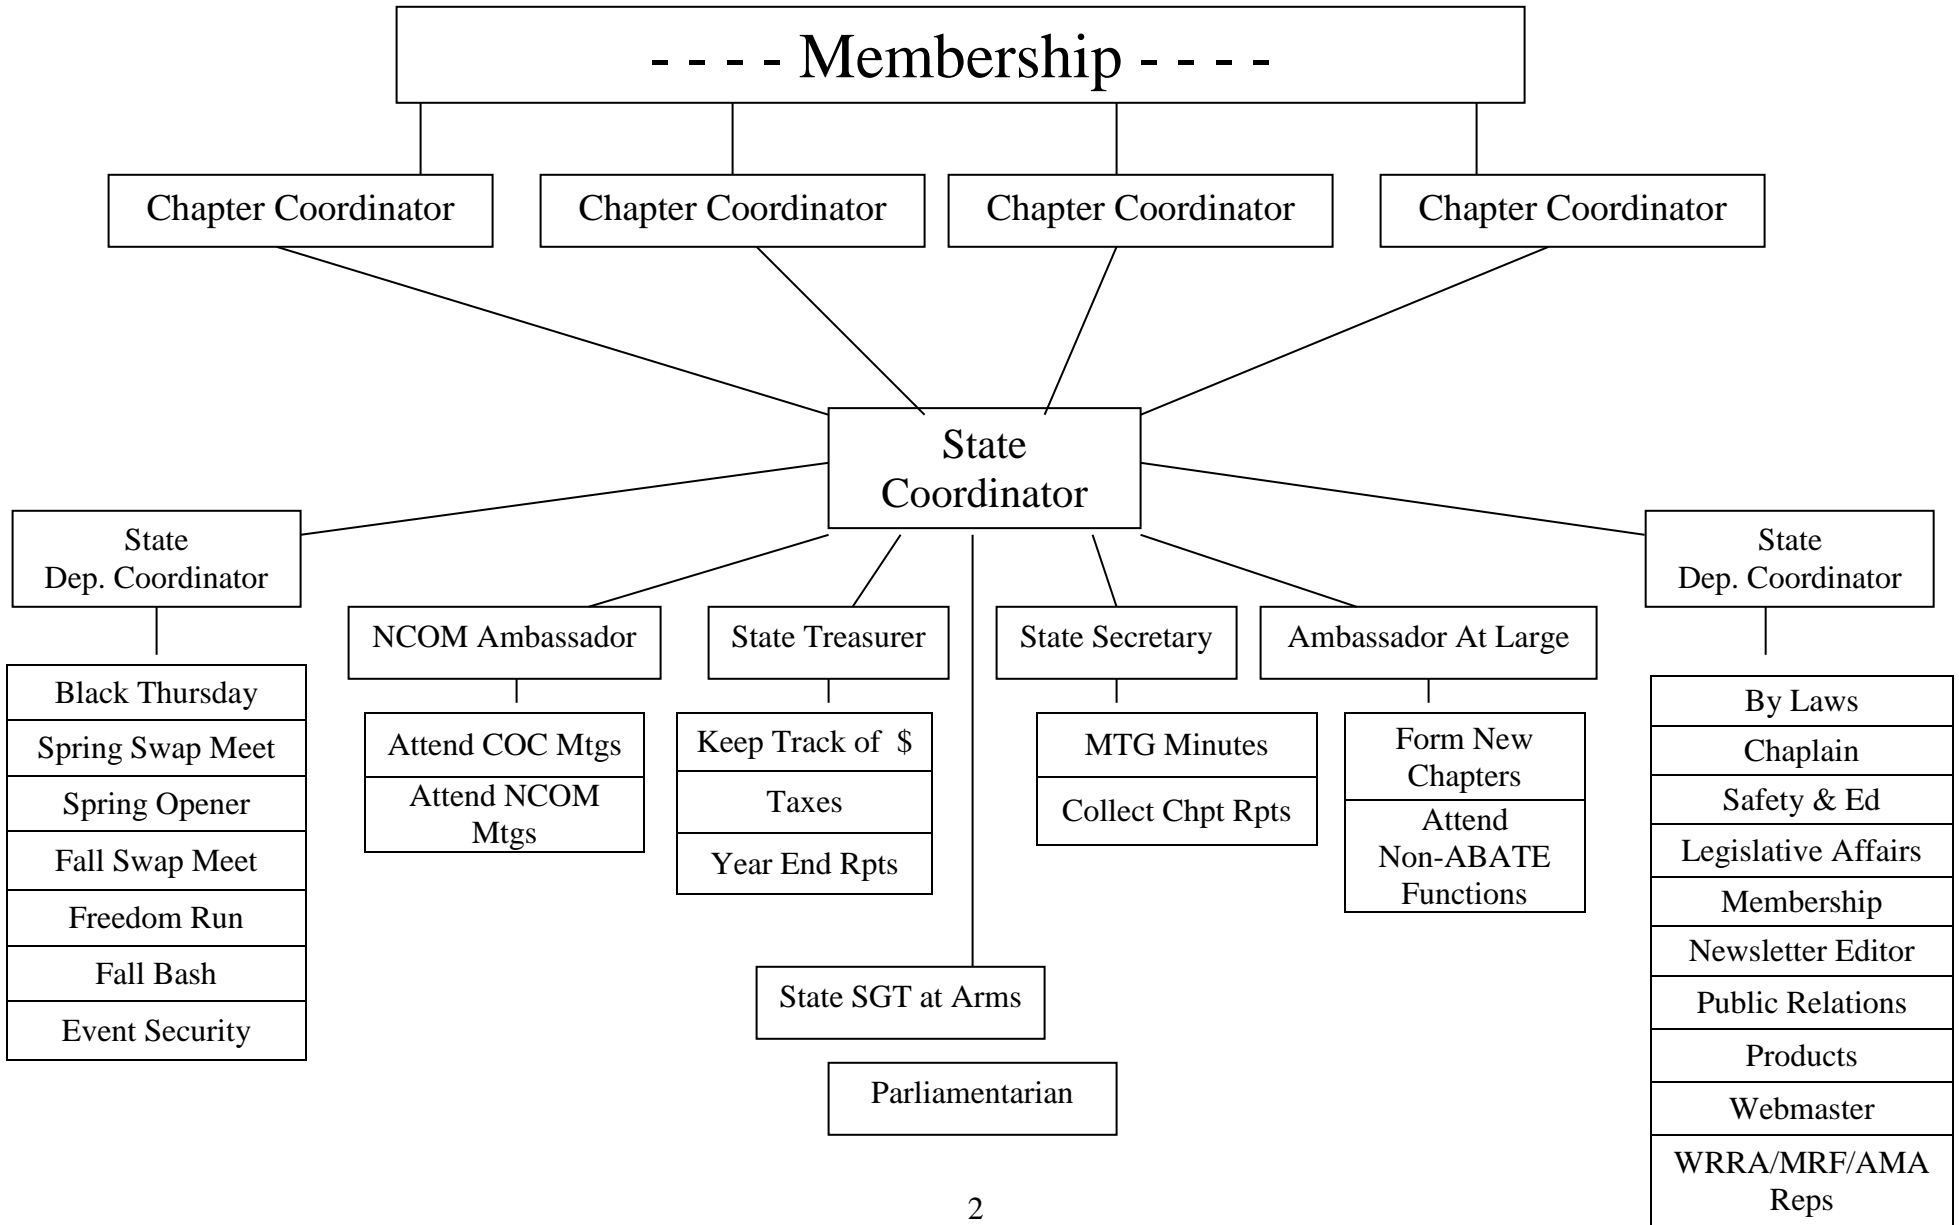 - - - - Membership - - - -
Chapter Coordinator
Chapter Coordinator
Chapter Coordinator
Chapter Coordinator
State
Coordinator
State
Dep. Coordinator
Black Thursday
Spring Swap Meet
Spring Opener
Fall Swap Meet
Freedom Run
Fall Bash
Event Security
NCOM Ambassador
Attend COC Mtgs
Attend NCOM
Mtgs
State Treasurer
Keep Track of $
Taxes
Year End Rpts
State Secretary
MTG Minutes
Collect Chpt Rpts
Ambassador At Large
Form New
Chapters
Attend
Non-ABATE
Functions
State
Dep. Coordinator
By Laws
Chaplain
Safety & Ed
Legislative Affairs
Membership
Newsletter Editor
Public Relations
Products
Webmaster
WRRA/MRF/AMA
Reps
State SGT at Arms
Parliamentarian
2